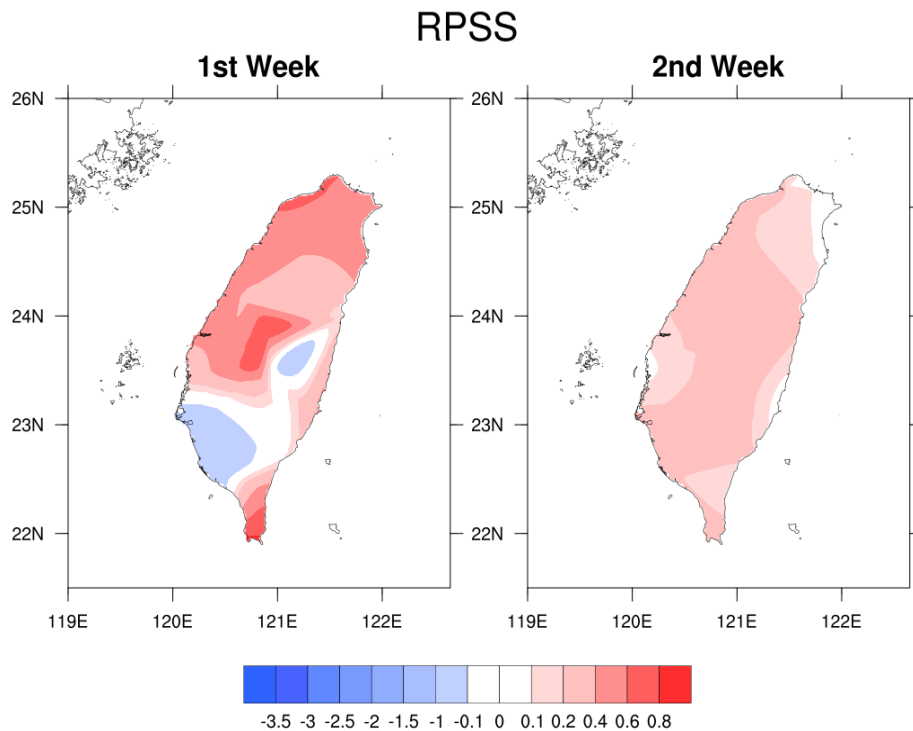 RPSS
1st Week 2nd Week
26N 26N
25N 25N
24N 24N
23N 23N
22N 22N
119E 120E 121E 122E 119E 120E 121E 122E
-3.5 -3 -2.5 -2 -1.5 -1 -0.1 0 0.1 0.2 0.4 0.6 0.8